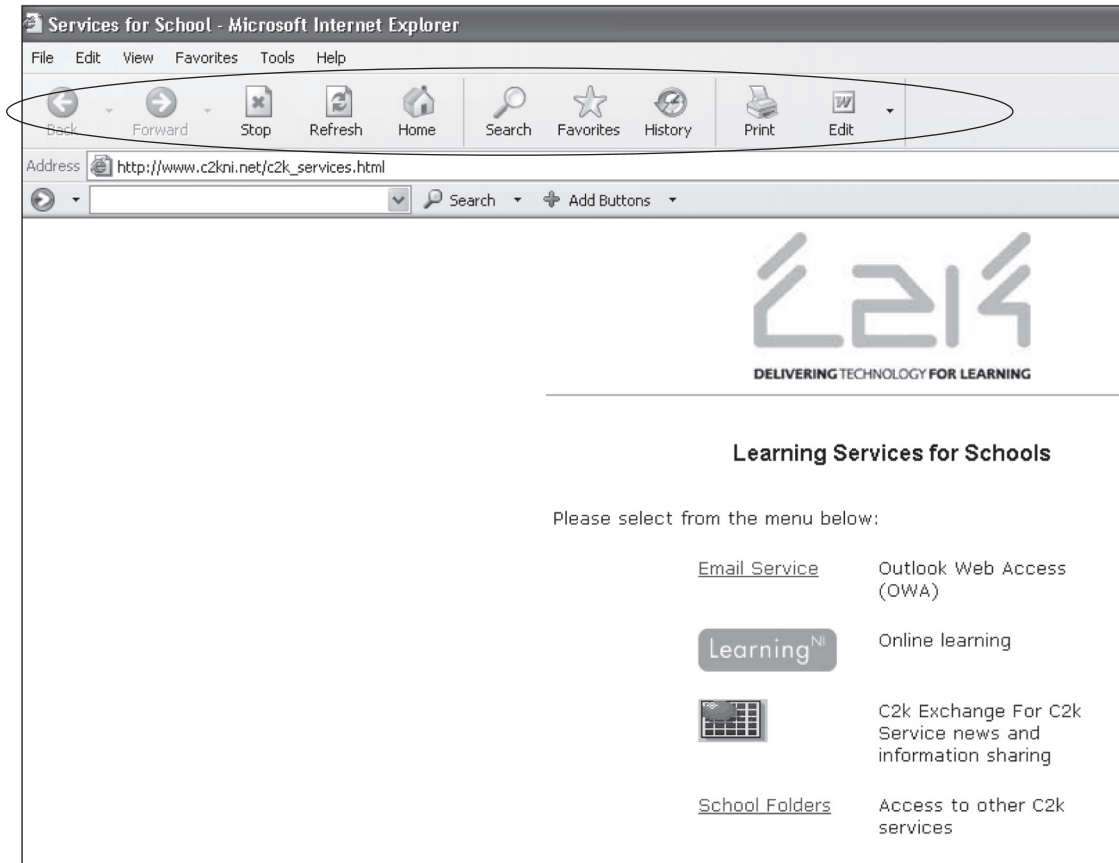 Services for School - Microsoft Internet Explorer
File Edit View Favorites Tools Help
Back Forward Stop Refresh Home Search Favorites History Print Edit
Address http://www.c2kni.net/c2k_services.html
Search Add Buttons
C2K
DELIVERING TECHNOLOGY FOR LEARNING
Learning Services for Schools
Please select from the menu below:
Email Service Outlook Web Access
(OWA)
Learning NI Online learning
C2k Exchange For C2k
Service news and
information sharing
School Folders Access to other C2k
services